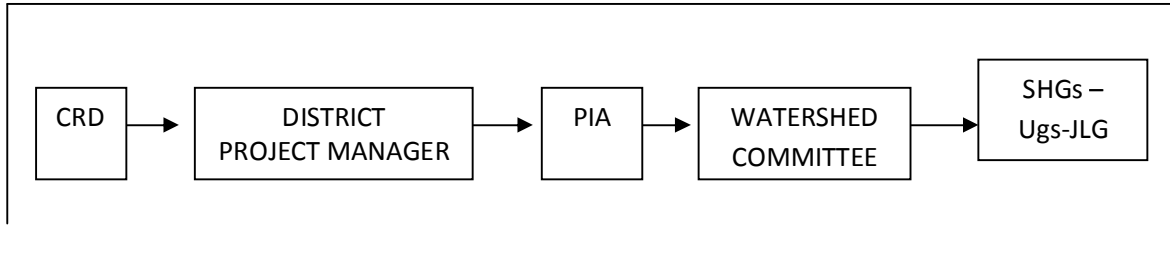 CRD
DISTRICT
PROJECT MANAGER
PIA
WATERSHED
COMMITTEE
SHGs –
Ugs-JLG